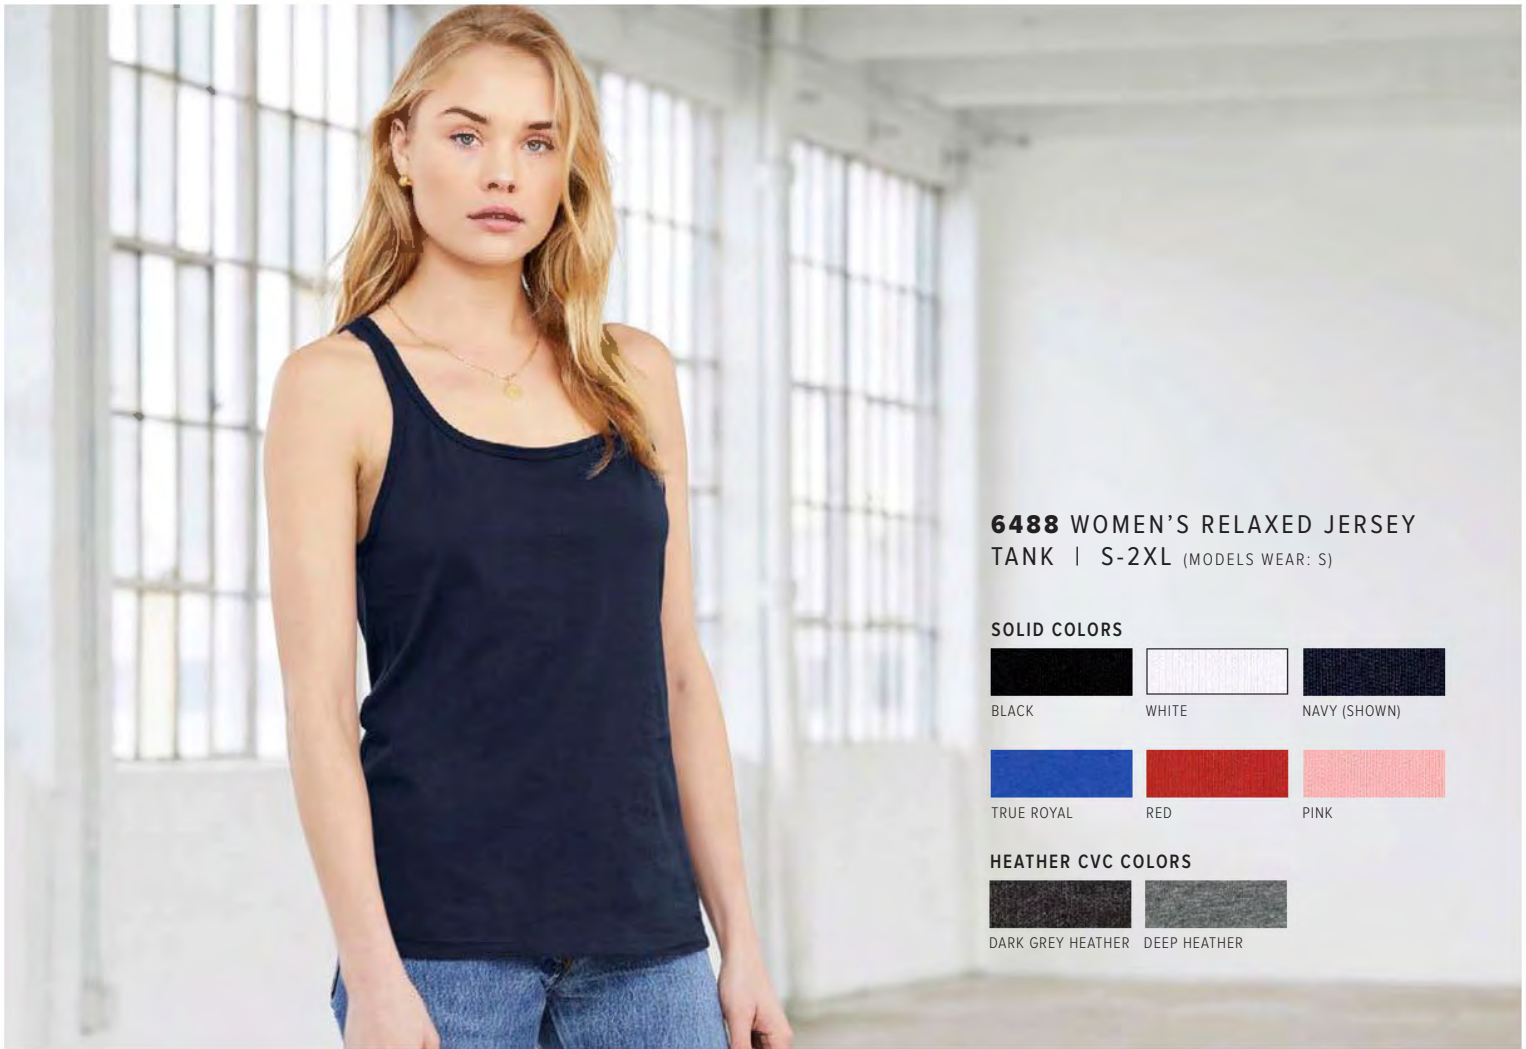 6488 WOMEN'S RELAXED JERSEY
TANK | S-2XL (MODELS WEAR: S)
SOLID COLORS
BLACK WHITE NAVY (SHOWN)
TRUE ROYAL RED PINK
HEATHER CVC COLORS
DARK GREY HEATHER DEEP HEATHER